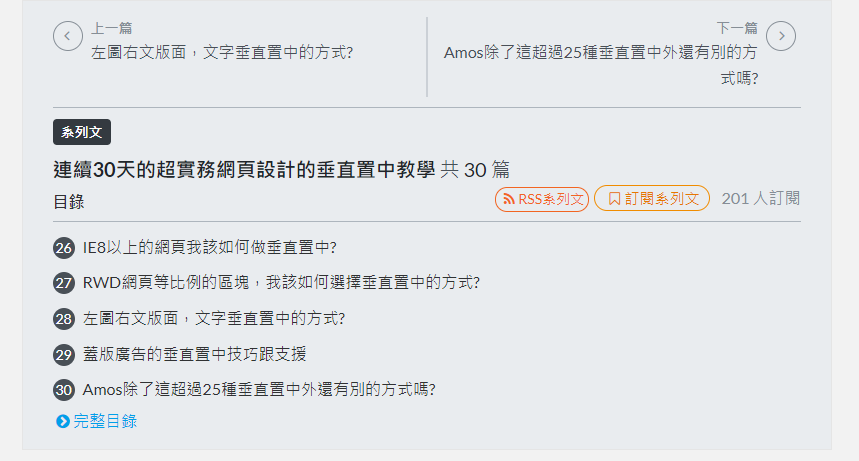 上一篇
左圖右文版面，文字垂直置中的方式?
下一篇
Amos除了這超過25種垂直置中外還有別的方
式嗎?
系列文
連續30天的超實務網頁設計的垂直置中教學 共 30 篇
目錄
RSS系列文 訂閱系列文 201 人訂閱
26 IE8以上的網頁我該如何做垂直置中?
27 RWD網頁等比例的區塊，我該如何選擇垂直置中的方式?
28 左圖右文版面，文字垂直置中的方式?
29 蓋版廣告的垂直置中技巧跟支援
30 Amos除了這超過25種垂直置中外還有別的方式嗎?
完整目錄